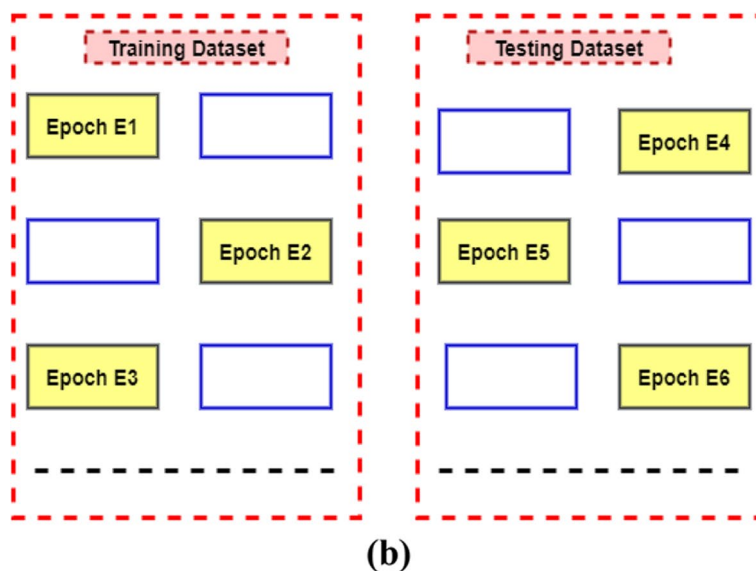 Training Dataset
Epoch E1
Epoch E2
Epoch E3
Testing Dataset
Epoch E4
Epoch E5
Epoch E6
(b)